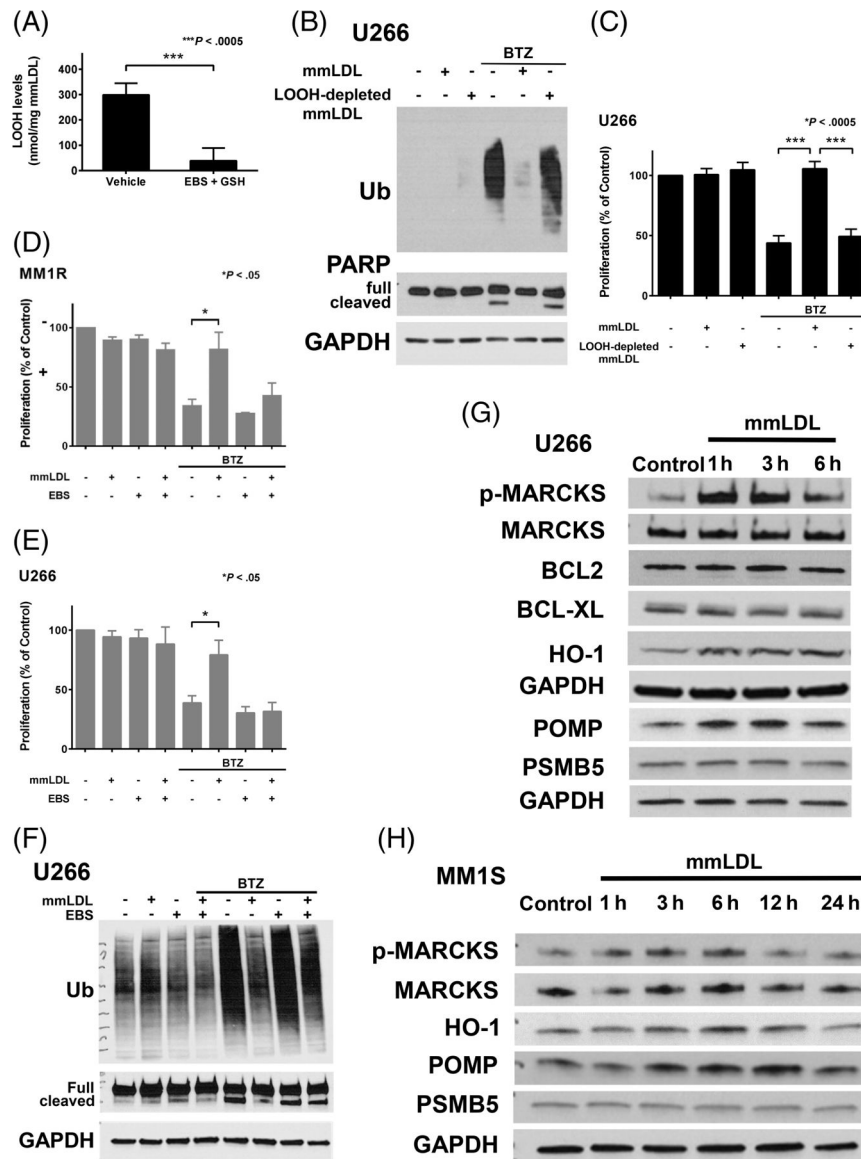 (A)
***P < .0005
***
LOOH levels
(nmol/mg mmLDL)
400
300
200
100
0
Vehicle
EBS + GSH
(B)
U266
BTZ
mmLDL - + - - + -
LOOH-depleted - - + - - +
mmLDL
Ub
PARP
full
cleaved
GAPDH
(C)
U266
*P < .0005
*** ***
Proliferation (% of Control)
100
50
0
BTZ
mmLDL - + - - + -
LOOH-depleted - - + - - +
mmLDL
(D)
MM1R
*P < .05
*
-
+
Proliferation (% of Control)
100
50
0
BTZ
mmLDL - + - + - + - +
EBS - - + + - - + +
(E)
U266
*P < .05
*
Proliferation (% of Control)
100
50
0
BTZ
mmLDL - + - + - + - +
EBS - - + + - - + +
(F)
U266
BTZ
mmLDL - + - + - + - +
EBS - - + + - - + +
Ub
Full
cleaved
GAPDH
(G)
U266
mmLDL
Control 1 h 3 h 6 h
p-MARCKS
MARCKS
BCL2
BCL-XL
HO-1
GAPDH
POMP
PSMB5
GAPDH
(H)
MM1S
mmLDL
Control 1 h 3 h 6 h 12 h 24 h
p-MARCKS
MARCKS
HO-1
POMP
PSMB5
GAPDH